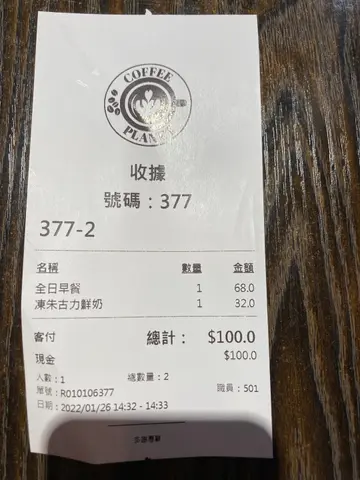 COFFEE
PLAN
收據
號碼：377
377-2
名稱 數量 金額
全日早餐 1 68.0
凍朱古力鮮奶 1 32.0
客付 總計： $100.0
現金 $100.0
人數：1 總數量：2
單號：R010106377 職員：501
日期：2022/01/26 14:32 - 14:33